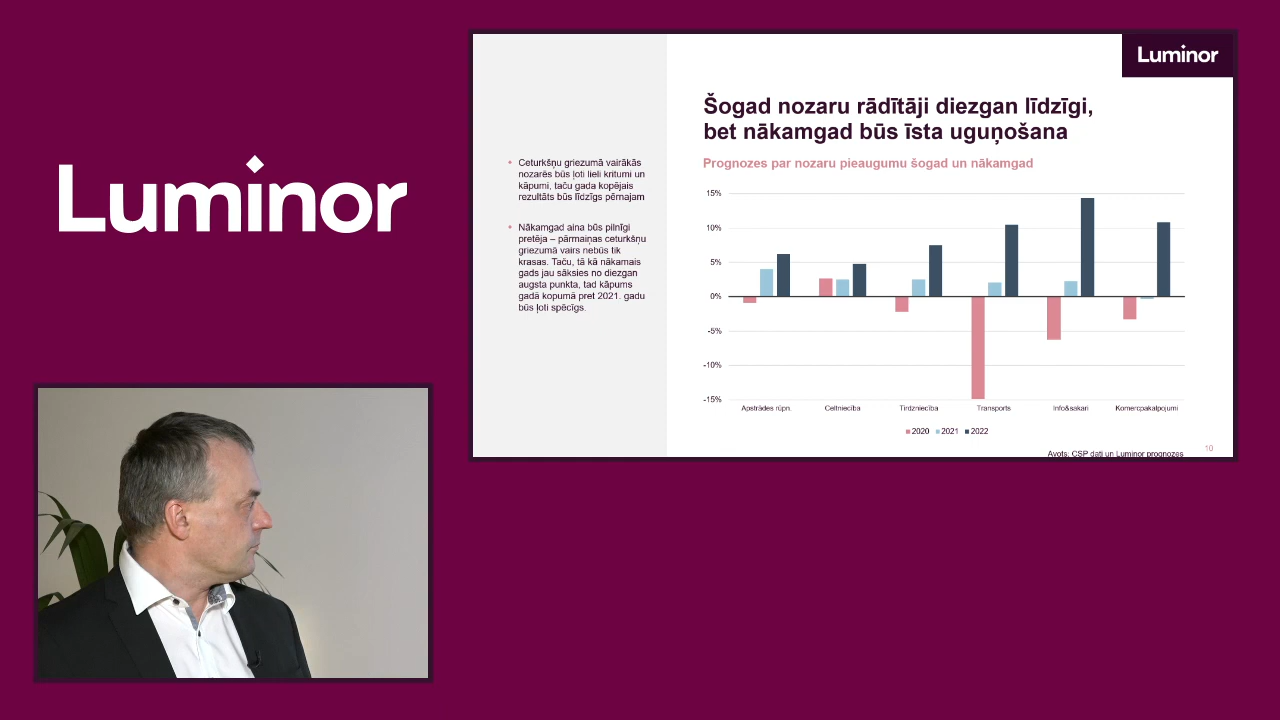 Luminor
Luminor
Šogad nozaru rādītāji diezgan līdzīgi,
bet nākamgad būs īsta uguņošana
Prognozes par nozaru pieaugumu šogad un nākamgad
• Ceturkšņu griezumā vairākās
nozarēs būs ļoti lieli kritumi un
kāpumi, taču gada kopējais
rezultāts būs līdzīgs pērnajam
• Nākamgad aina būs pilnīgi
pretēja – pārmaiņas ceturkšņu
griezumā vairs nebūs tik
krasas. Taču, tā kā nākamais
gads jau sāksies no diezgan
augsta punkta, tad kāpums
gadā kopumā pret 2021. gadu
būs ļoti spēcīgs.
15%
10%
5%
0%
-5%
-10%
-15%
Apstrādes rūpn. Celtniecība Tirdzniecība Transports Info&sakari Komercpakalpojumi
2020 2021 2022
10
Avots: CSP dati un Luminor prognozes